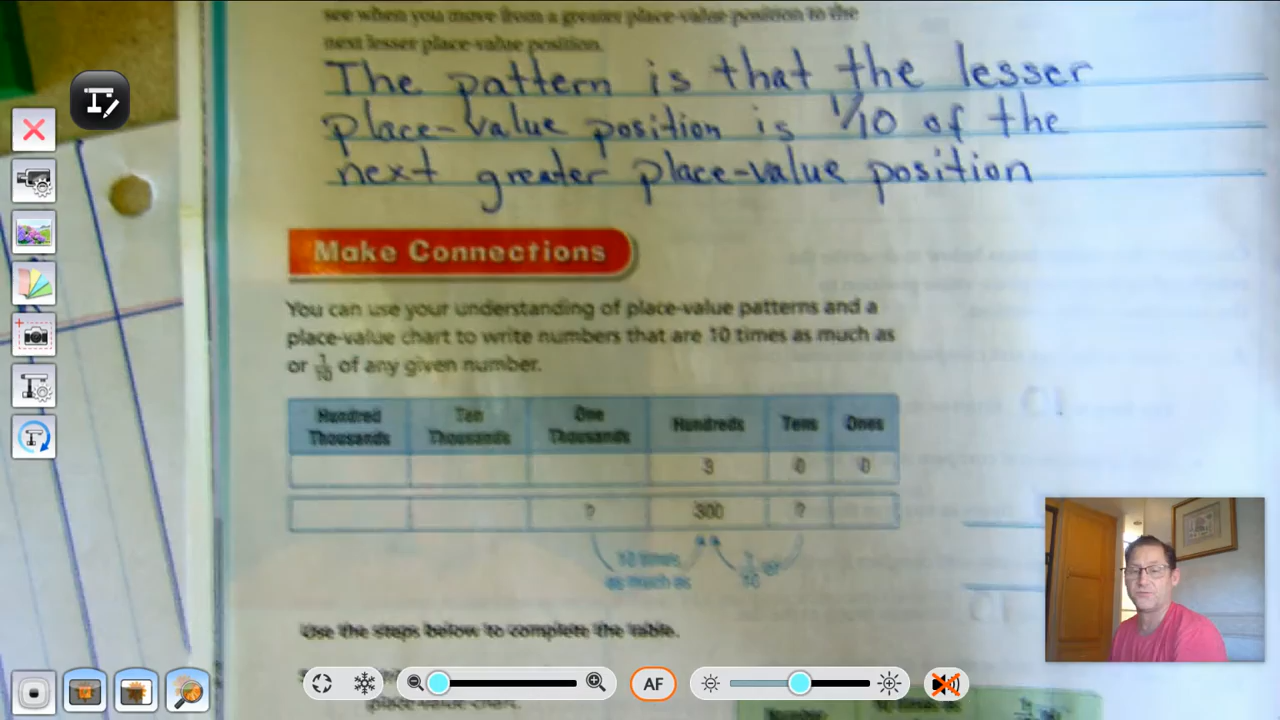 see when you move from a greater place-value position to the
next lesser place-value position.
The pattern is that the lesser
place-value position is 1/10 of the
next greater place-value position
Make Connections
You can use your understanding of place-value patterns and a
place-value chart to write numbers that are 10 times as much as
or 1/10 of any given number.
Hundred Thousands Ten Thousands One Thousands Hundreds Tens Ones
3 0 0
? 300 ?
10 times as much as 1/10 of
Use the steps below to complete the table.
place-value chart.
Number
AF